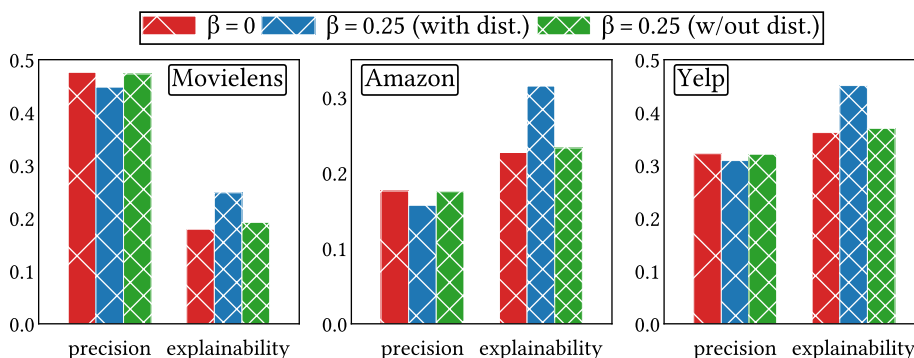 β = 0 β = 0.25 (with dist.) β = 0.25 (w/out dist.)
Movielens
0.5
0.4
0.3
0.2
0.1
0.0
precision explainability
Amazon
0.3
0.2
0.1
0.0
precision explainability
Yelp
0.5
0.4
0.3
0.2
0.1
0.0
precision explainability